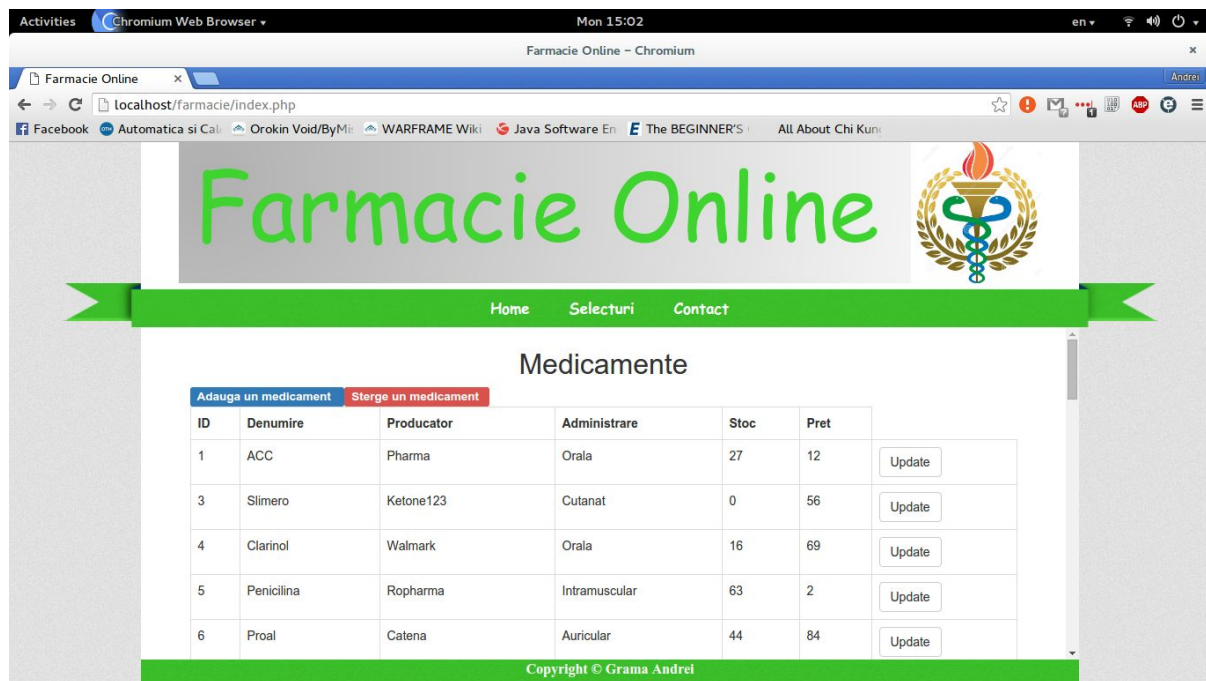 Activities Chromium Web Browser Mon 15:02 en
Farmacie Online - Chromium
Farmacie Online Andrei
localhost/farmacie/index.php ABP
Facebook Automatica si Cal Orokin Void/ByMi WARFRAME Wiki Java Software En The BEGINNER'S All About Chi Kung
Farmacie Online
Home Selecturi Contact
Medicamente
Adauga un medicament Sterge un medicament
ID Denumire Producator Administrare Stoc Pret
1 ACC Pharma Orala 27 12 Update
3 Slimero Ketone123 Cutanat 0 56 Update
4 Clarinol Walmark Orala 16 69 Update
5 Penicilina Ropharma Intramuscular 63 2 Update
6 Proal Catena Auricular 44 84 Update
Copyright © Grama Andrei